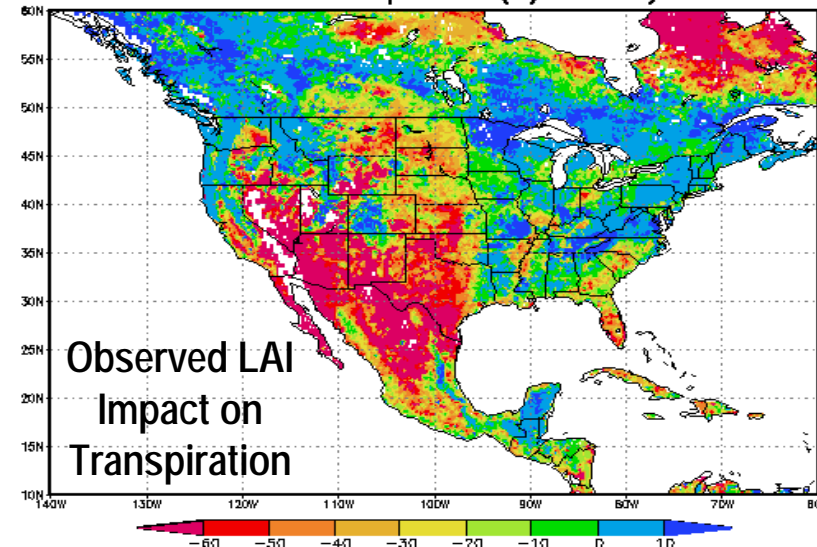 60N
55N
50N
45N
40N
35N
30N
25N
20N
15N
10N
Observed LAI
Impact on
Transpiration
140W 130W 120W 110W 100W 90W 80W 70W
-60 -50 -40 -30 -20 -10 0 10